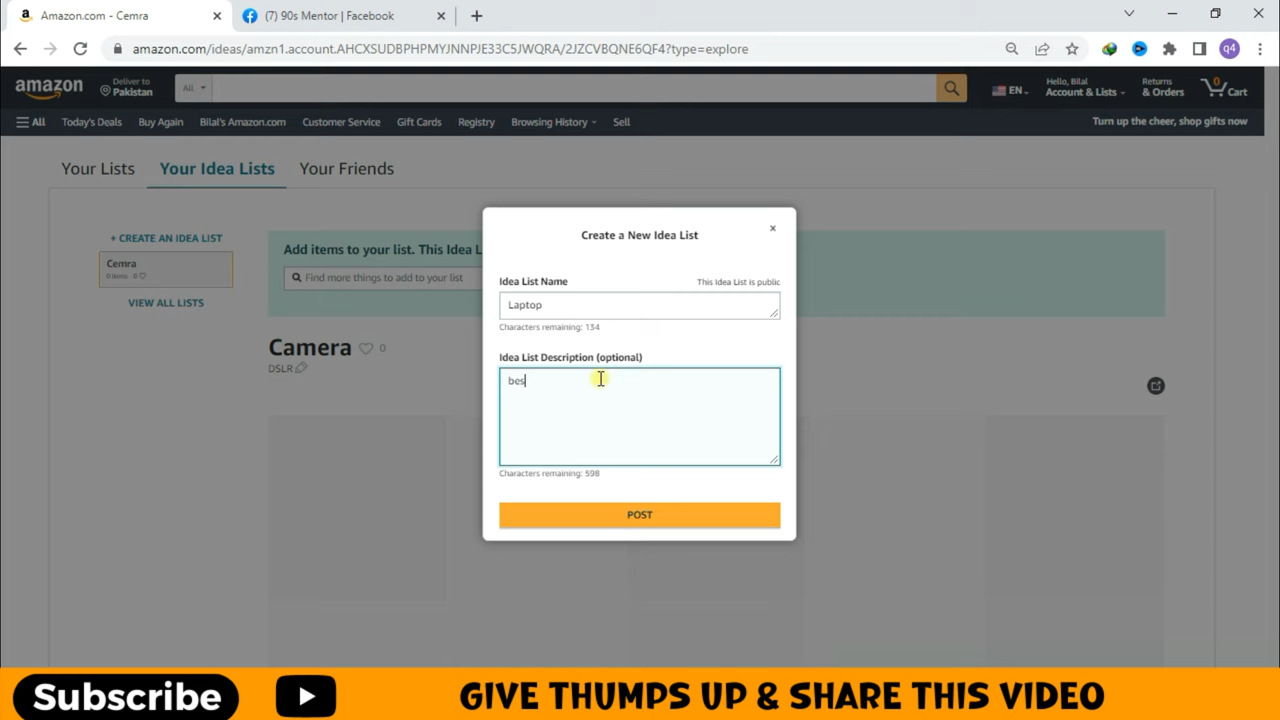 Amazon.com - Cemra
(7) 90s Mentor | Facebook
amazon.com/ideas/amzn1.account.AHCXSUDBPHPMYJNNPJE33C5JWQRA/2JZCVBQNE6QF4?type=explore
q4
amazon
Deliver to
Pakistan
All
EN
Hello, Bilal
Account & Lists
Returns
& Orders
0
Cart
All
Today's Deals
Buy Again
Bilal's Amazon.com
Customer Service
Gift Cards
Registry
Browsing History
Sell
Turn up the cheer, shop gifts now
Your Lists
Your Idea Lists
Your Friends
+ CREATE AN IDEA LIST
Cemra
0 items 0
VIEW ALL LISTS
Add items to your list. This Idea L
Find more things to add to your list
Camera 0
DSLR
Create a New Idea List
×
Idea List Name
This Idea List is public
Laptop
Characters remaining: 134
Idea List Description (optional)
bes
Characters remaining: 598
POST
Subscribe
GIVE THUMPS UP & SHARE THIS VIDEO